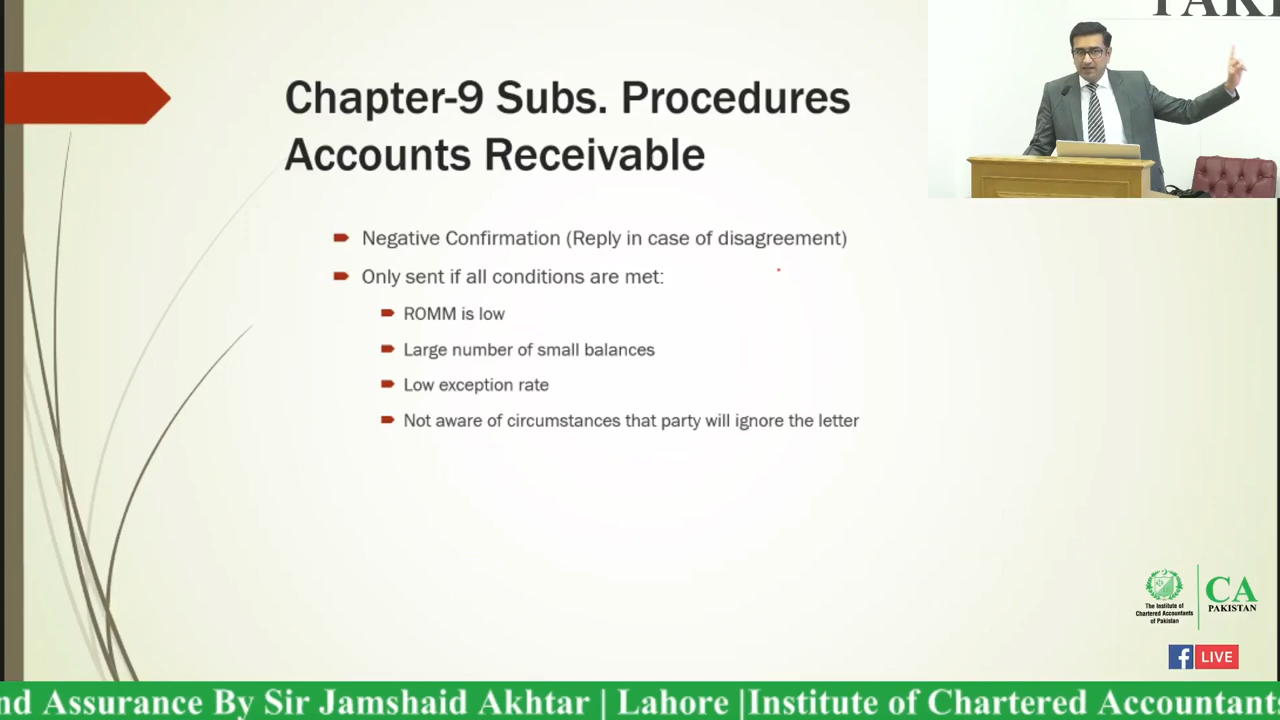 Chapter-9 Subs. Procedures
Accounts Receivable
Negative Confirmation (Reply in case of disagreement)
Only sent if all conditions are met:
ROMM is low
Large number of small balances
Low exception rate
Not aware of circumstances that party will ignore the letter
The Institute of
Chartered Accountants
of Pakistan
CA
PAKISTAN
LIVE
nd Assurance By Sir Jamshaid Akhtar | Lahore |Institute of Chartered Accountants